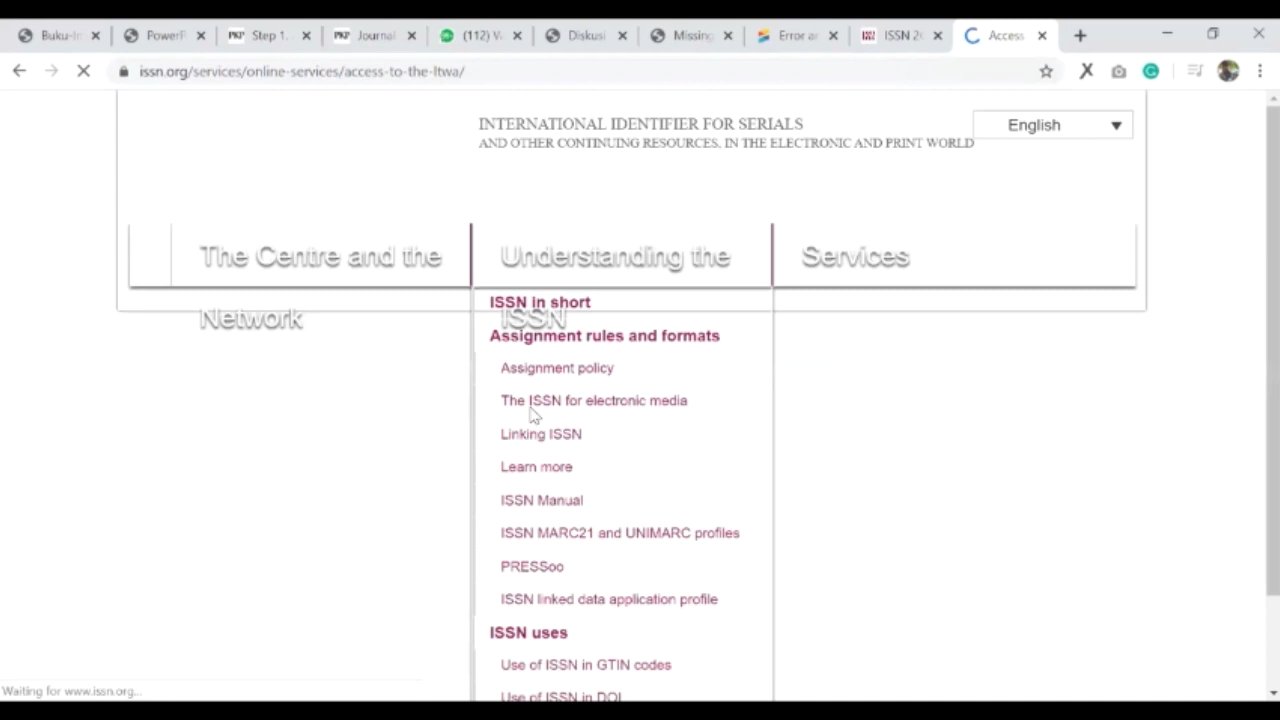 Buku-In
PowerP
PKP Step 1.
PKP Journal
(112) W
Diskusi
Missing
Error an
ISSN 2
Access
issn.org/services/online-services/access-to-the-ltwa/
INTERNATIONAL IDENTIFIER FOR SERIALS
English
AND OTHER CONTINUING RESOURCES, IN THE ELECTRONIC AND PRINT WORLD
The Centre and the
Network
Understanding the
ISSN
Services
ISSN in short
Assignment rules and formats
Assignment policy
The ISSN for electronic media
Linking ISSN
Learn more
ISSN Manual
ISSN MARC21 and UNIMARC profiles
PRESSoo
ISSN linked data application profile
ISSN uses
Use of ISSN in GTIN codes
Use of ISSN in DOI
Waiting for www.issn.org...